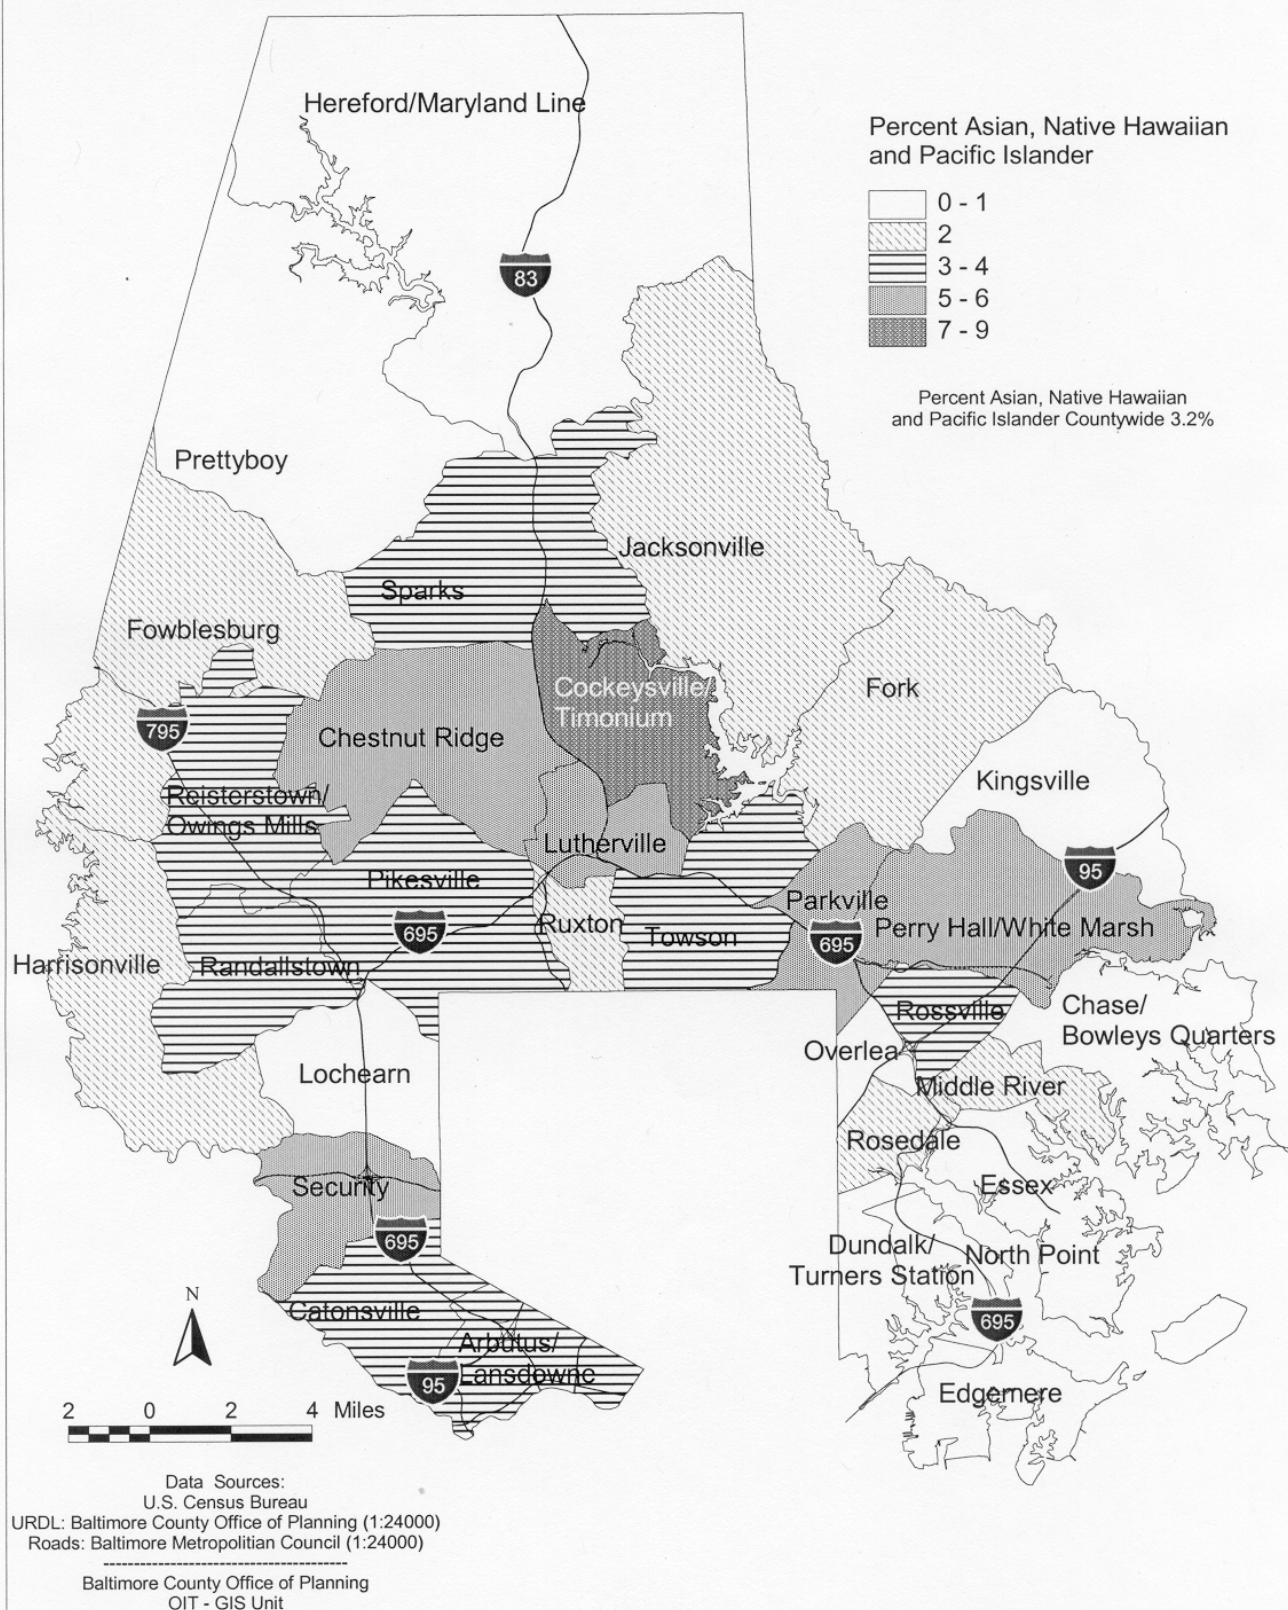 Hereford/Maryland Line
Percent Asian, Native Hawaiian
and Pacific Islander
0 - 1
2
3 - 4
5 - 6
7 - 9
83
Percent Asian, Native Hawaiian
and Pacific Islander Countywide 3.2%
Prettyboy
Jacksonville
Sparks
Fowblesburg
Cockeysville/
Timonium
Fork
795
Chestnut Ridge
Kingsville
Reisterstown/
Owings Mills
Lutherville
95
Pikesville
Parkville
695
Ruxton
Towson
695
Perry Hall/White Marsh
Harrisonville
Randallstown
Rossville
Chase/
Bowleys Quarters
Overlea
Lochearn
Middle River
Rosedale
Security
Essex
695
Dundalk/
Turners Station
North Point
N
Catonsville
695
Arbutus/
Lansdowne
95
Edgemere
2 0 2 4 Miles
Data Sources:
U.S. Census Bureau
URDL: Baltimore County Office of Planning (1:24000)
Roads: Baltimore Metropolitian Council (1:24000)
---------------------------------------
Baltimore County Office of Planning
OIT - GIS Unit